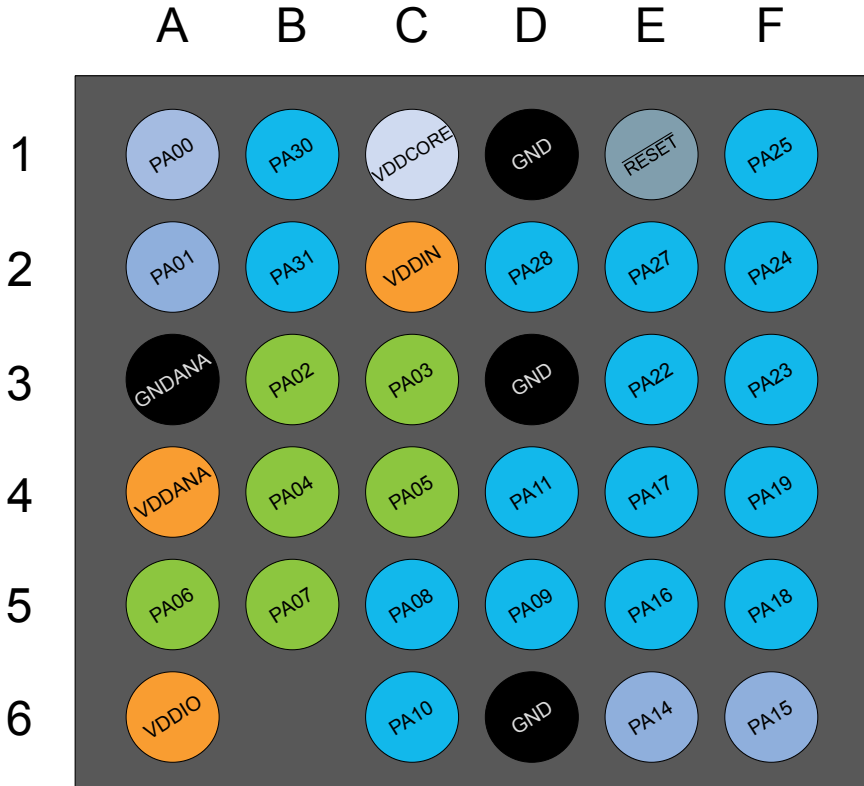 A B C D E F
1 PA00 PA30 VDDCORE GND RESET PA25
2 PA01 PA31 VDDIN PA28 PA27 PA24
3 GNDANA PA02 PA03 GND PA22 PA23
4 VDDANA PA04 PA05 PA11 PA17 PA19
5 PA06 PA07 PA08 PA09 PA16 PA18
6 VDDIO PA10 GND PA14 PA15